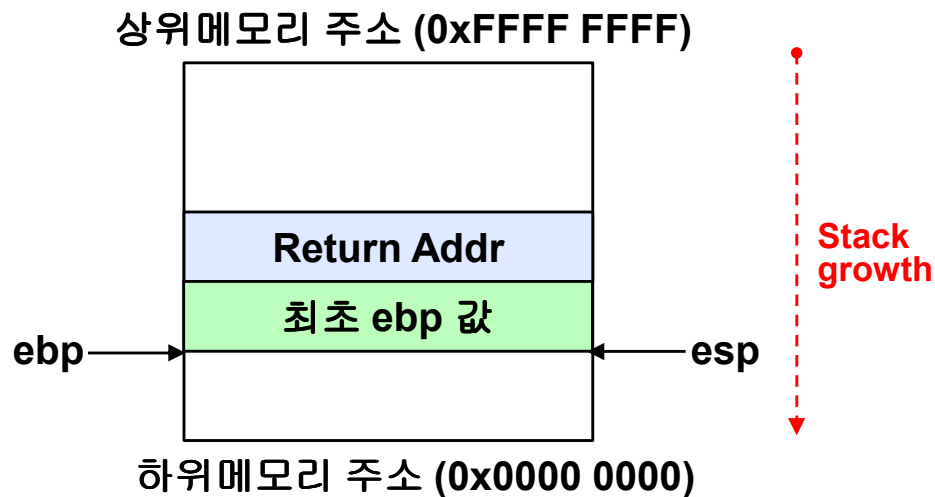 상위메모리 주소 (0xFFFF FFFF)
Return Addr
Stack
growth
최초 ebp 값
ebp
esp
하위메모리 주소 (0x0000 0000)